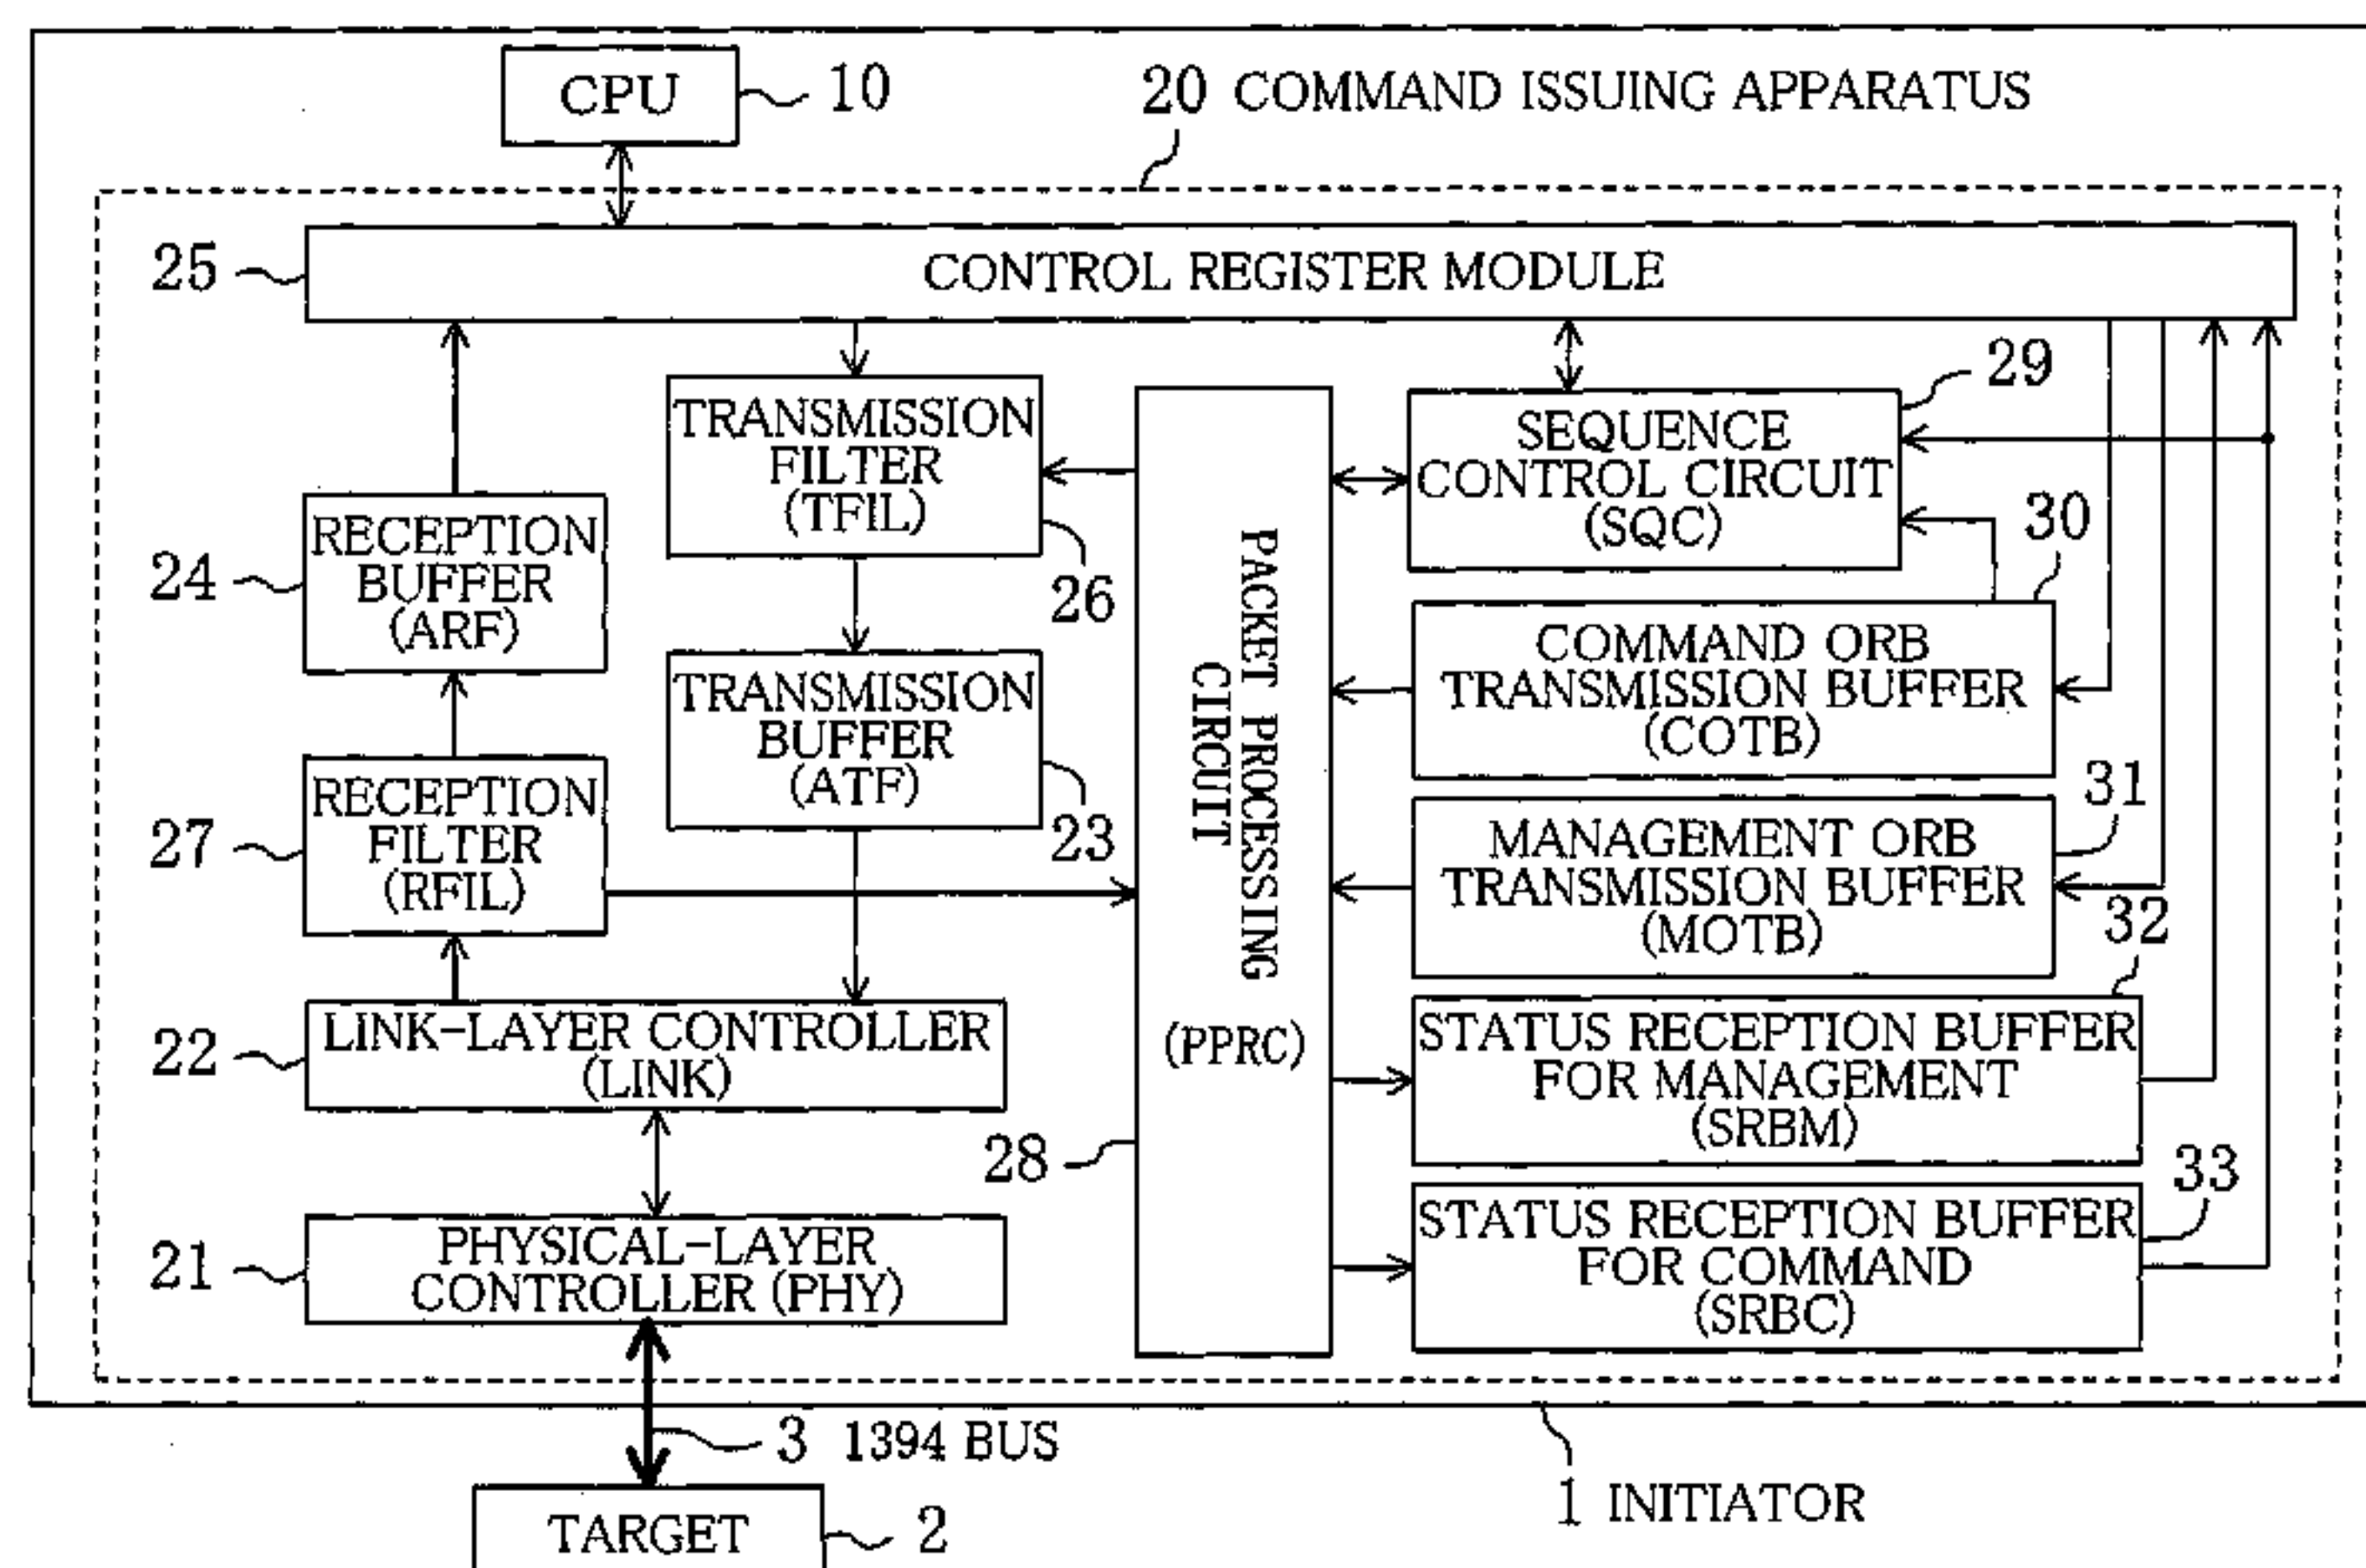 CPU
10
20 COMMAND ISSUING APPARATUS
25
CONTROL REGISTER MODULE
TRANSMISSION
FILTER
(TFIL)
26
29
SEQUENCE
CONTROL CIRCUIT
(SQC)
24
RECEPTION
BUFFER
(ARF)
30
COMMAND ORB
TRANSMISSION BUFFER
(COTB)
TRANSMISSION
BUFFER
(ATF)
23
PACKET PROCESSING
CIRCUIT
(PPRC)
28
27
RECEPTION
FILTER
(RFIL)
31
MANAGEMENT ORB
TRANSMISSION BUFFER
(MOTB)
32
22
LINK-LAYER CONTROLLER
(LINK)
STATUS RECEPTION BUFFER
FOR MANAGEMENT
(SRBM)
33
21
PHYSICAL-LAYER
CONTROLLER (PHY)
STATUS RECEPTION BUFFER
FOR COMMAND
(SRBC)
3 1394 BUS
1 INITIATOR
TARGET
2